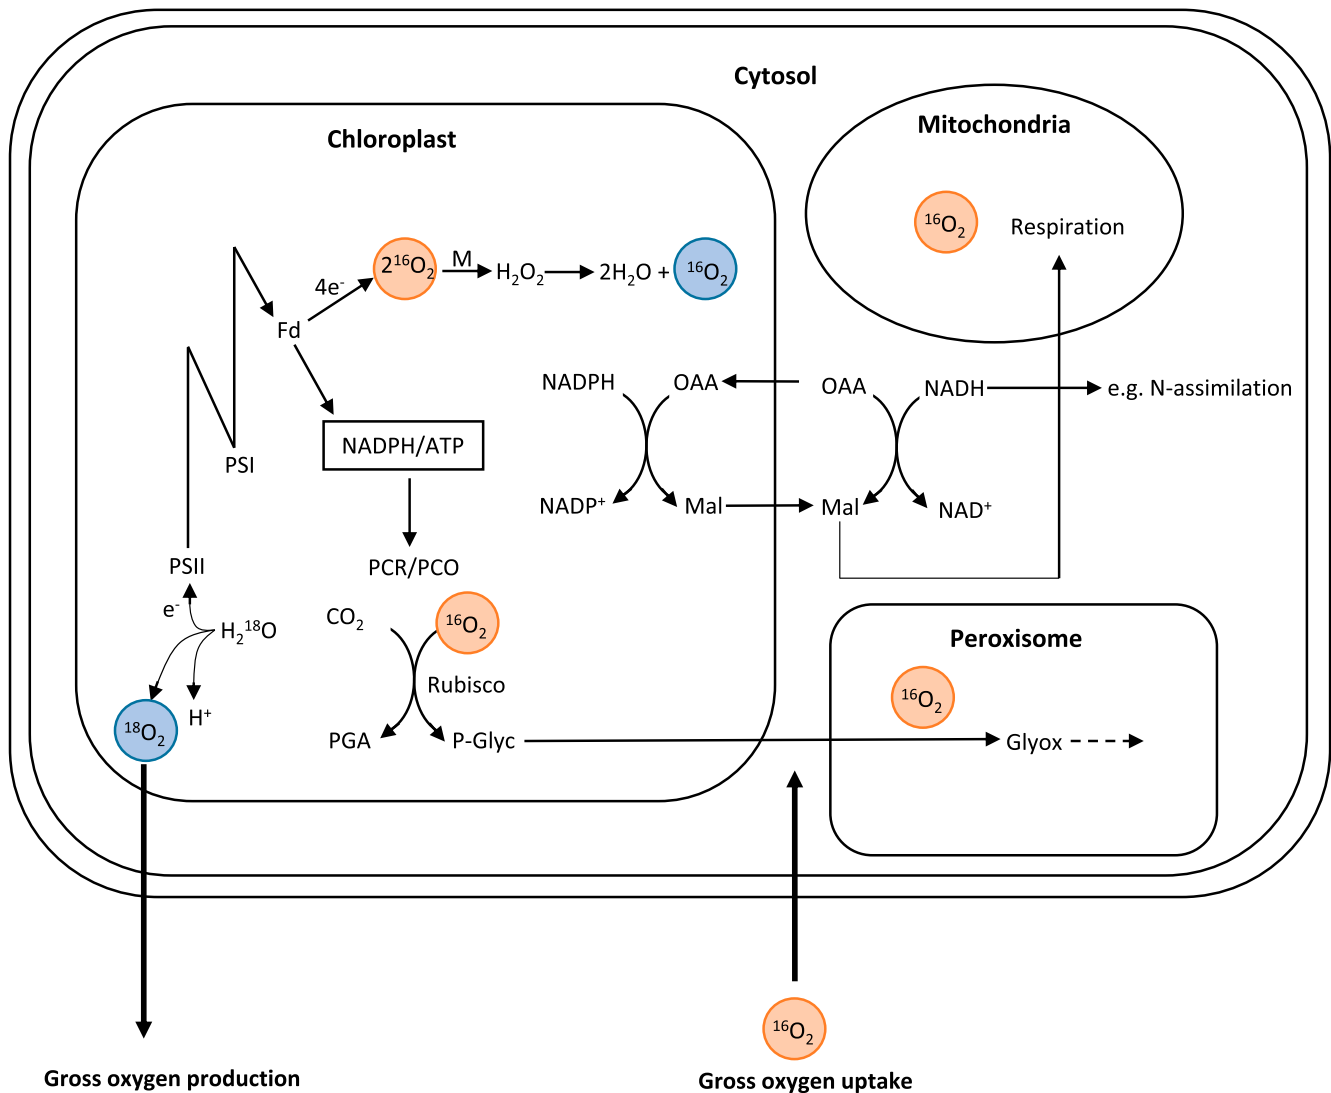 Cytosol
Chloroplast
Mitochondria
¹⁶O₂
Respiration
4e⁻
2¹⁶O₂
M
H₂O₂
2H₂O +
¹⁶O₂
Fd
NADPH
OAA
OAA
NADH
e.g. N-assimilation
NADPH/ATP
PSI
NADP⁺
Mal
Mal
NAD⁺
PSII
PCR/PCO
e⁻
H₂¹⁸O
CO₂
¹⁶O₂
Peroxisome
Rubisco
¹⁶O₂
H⁺
¹⁸O₂
PGA
P-Glyc
Glyox
¹⁶O₂
Gross oxygen production
Gross oxygen uptake